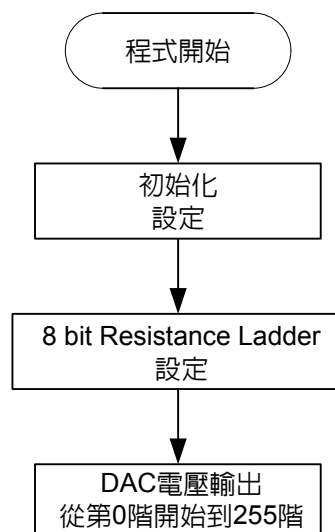 程式開始
初始化
設定
8 bit Resistance Ladder
設定
DAC電壓輸出
從第0階開始到255階